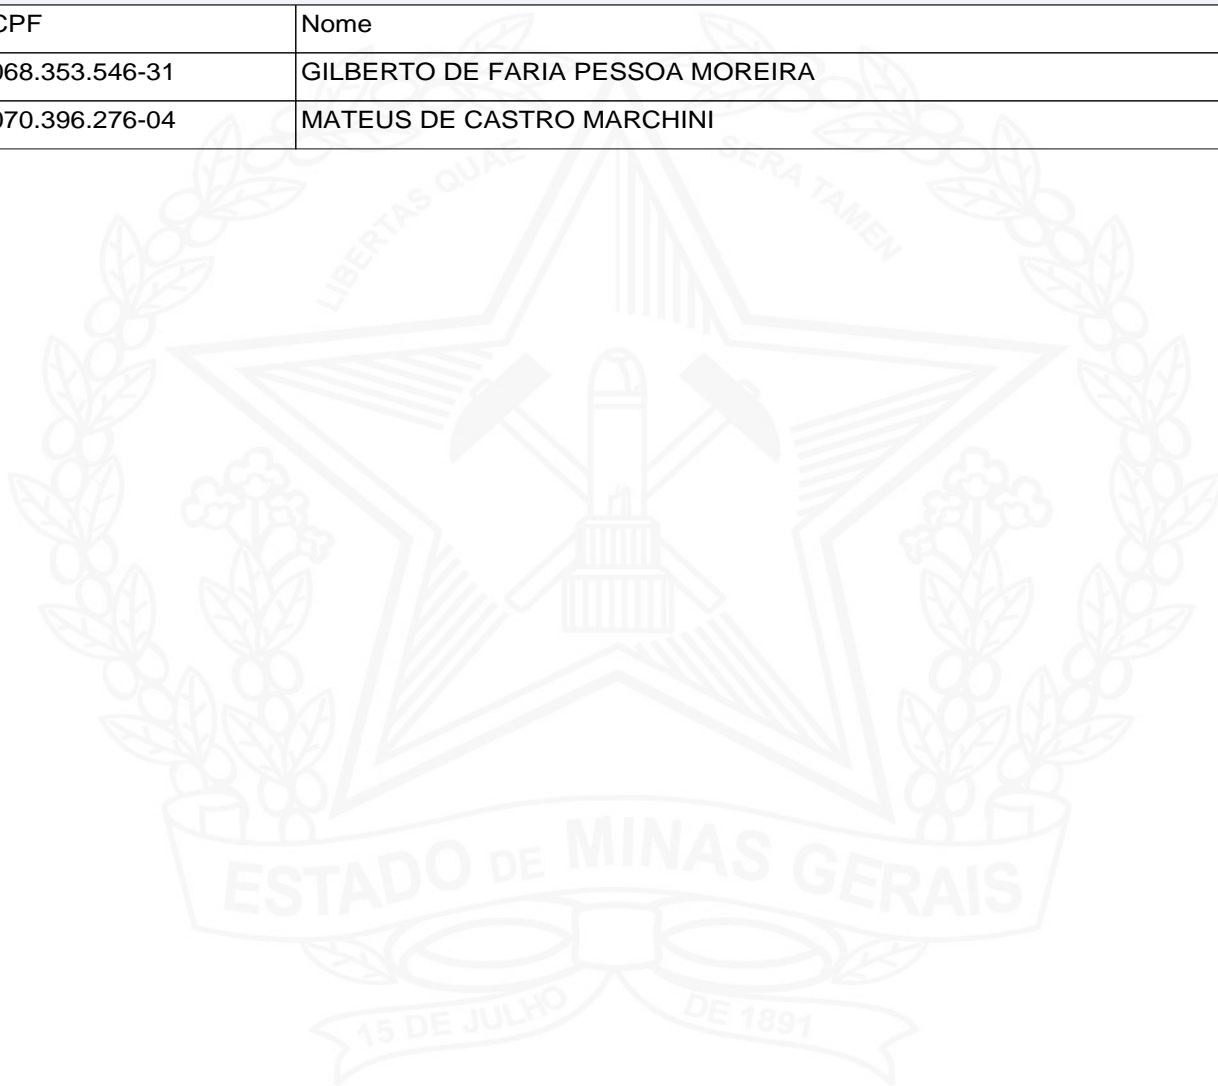 CPF Nome
068.353.546-31 GILBERTO DE FARIA PESSOA MOREIRA
070.396.276-04 MATEUS DE CASTRO MARCHINI
LIBERTAS QUAE SERA TAMEN
ESTADO DE MINAS GERAIS
15 DE JULHO DE 1891